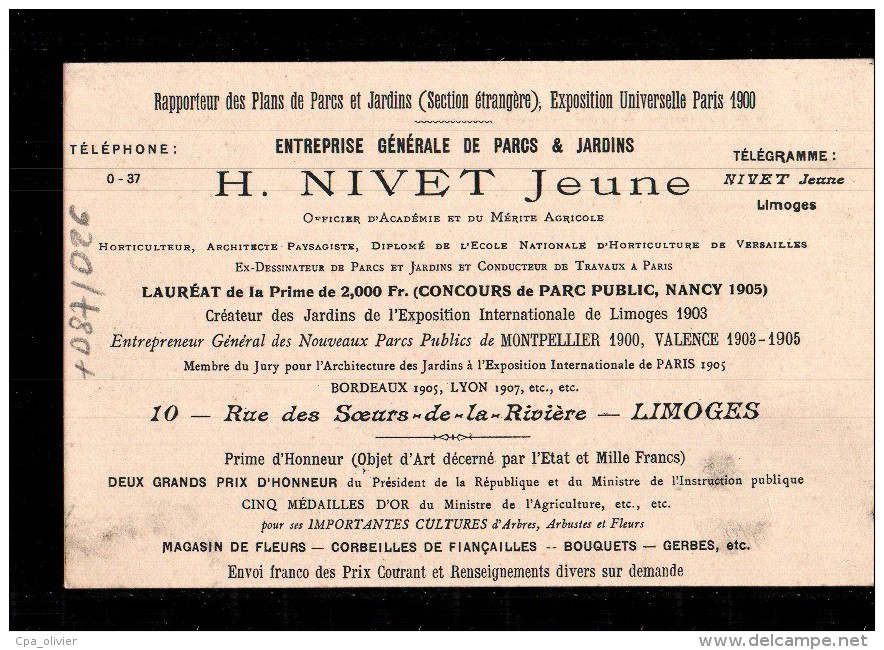 Rapporteur des Plans de Parcs et Jardins (Section étrangère), Exposition Universelle Paris 1900
TÉLÉPHONE :
0-37
ENTREPRISE GÉNÉRALE DE PARCS & JARDINS
H. NIVET Jeune
TÉLÉGRAMME :
NIVET Jeune
Limoges
Officier d'Académie et du Mérite Agricole
Horticulteur, Architecte Paysagiste, Diplomé de l'Ecole Nationale d'Horticulture de Versailles
Ex-Dessinateur de Parcs et Jardins et Conducteur de Travaux a Paris
LAURÉAT de la Prime de 2,000 Fr. (CONCOURS de PARC PUBLIC, NANCY 1905)
Créateur des Jardins de l'Exposition Internationale de Limoges 1903
Entrepreneur Général des Nouveaux Parcs Publics de MONTPELLIER 1900, VALENCE 1903-1905
Membre du Jury pour l'Architecture des Jardins à l'Exposition Internationale de PARIS 1905
BORDEAUX 1905, LYON 1907, etc., etc.
10 — Rue des Sœurs-de-la-Rivière — LIMOGES
Prime d'Honneur (Objet d'Art décerné par l'Etat et Mille Francs)
DEUX GRANDS PRIX D'HONNEUR du Président de la République et du Ministre de l'Instruction publique
CINQ MÉDAILLES D'OR du Ministre de l'Agriculture, etc., etc.
pour ses IMPORTANTES CULTURES d'Arbres, Arbustes et Fleurs
MAGASIN DE FLEURS — CORBEILLES DE FIANÇAILLES -- BOUQUETS — GERBES, etc.
Envoi franco des Prix Courant et Renseignements divers sur demande
Cpa_olivier
delcampe.net